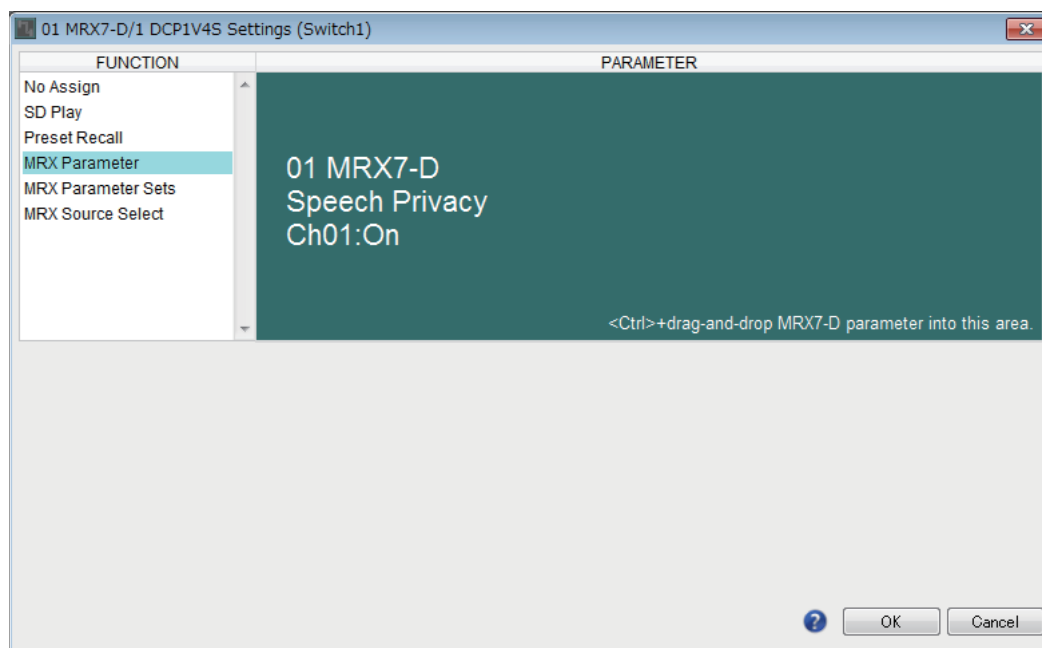 01 MRX7-D/1 DCP1V4S Settings (Switch1)
FUNCTION
PARAMETER
No Assign
SD Play
Preset Recall
MRX Parameter
MRX Parameter Sets
MRX Source Select
01 MRX7-D
Speech Privacy
Ch01:On
<Ctrl>+drag-and-drop MRX7-D parameter into this area.
?
OK
Cancel